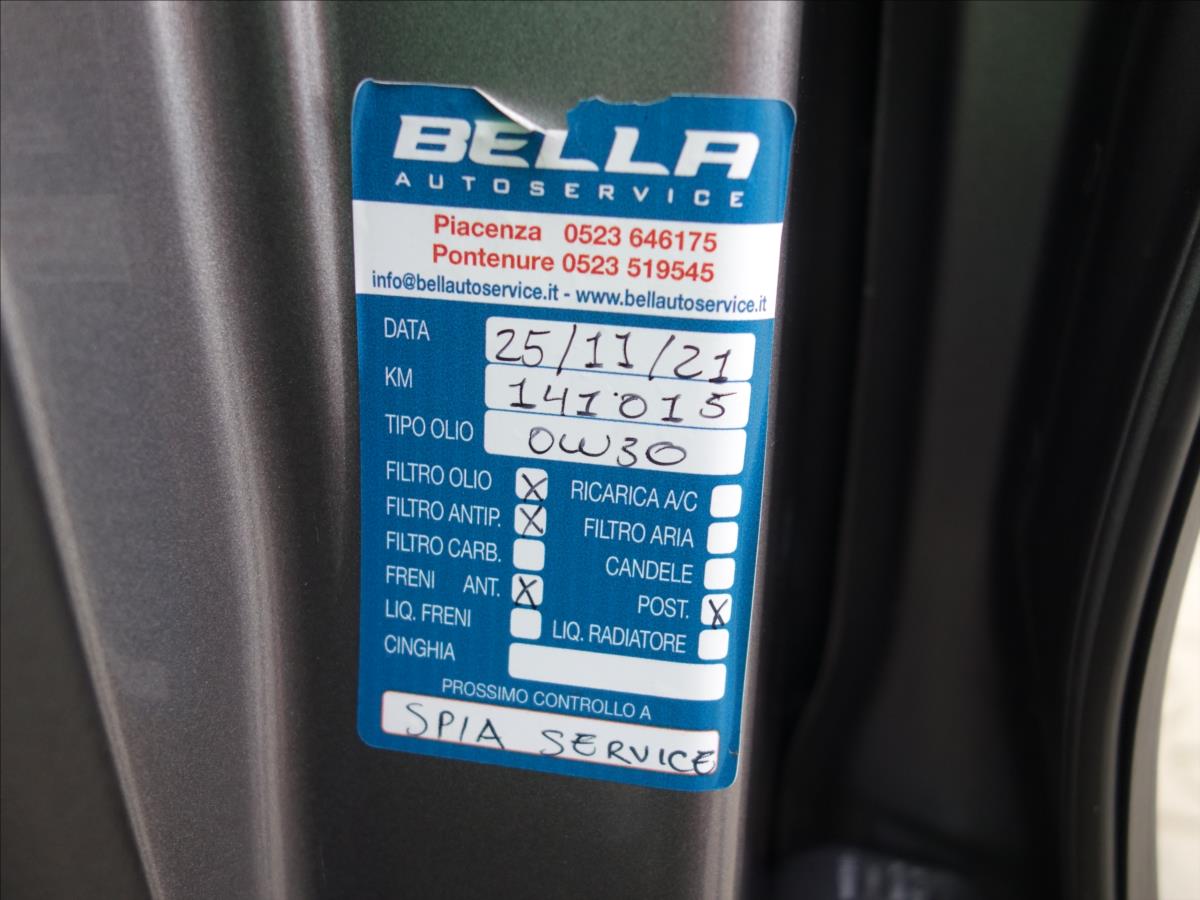 BELLA
AUTOSERVICE
Piacenza 0523 646175
Pontenure 0523 519545
info@bellautoservice.it - www.bellautoservice.it
DATA 25/11/21
KM 141015
TIPO OLIO 0W30
FILTRO OLIO X RICARICA A/C
FILTRO ANTIP. X FILTRO ARIA
FILTRO CARB. CANDELE
FRENI ANT. X POST. X
LIQ. FRENI LIQ. RADIATORE
CINGHIA
PROSSIMO CONTROLLO A
SPIA SERVICE